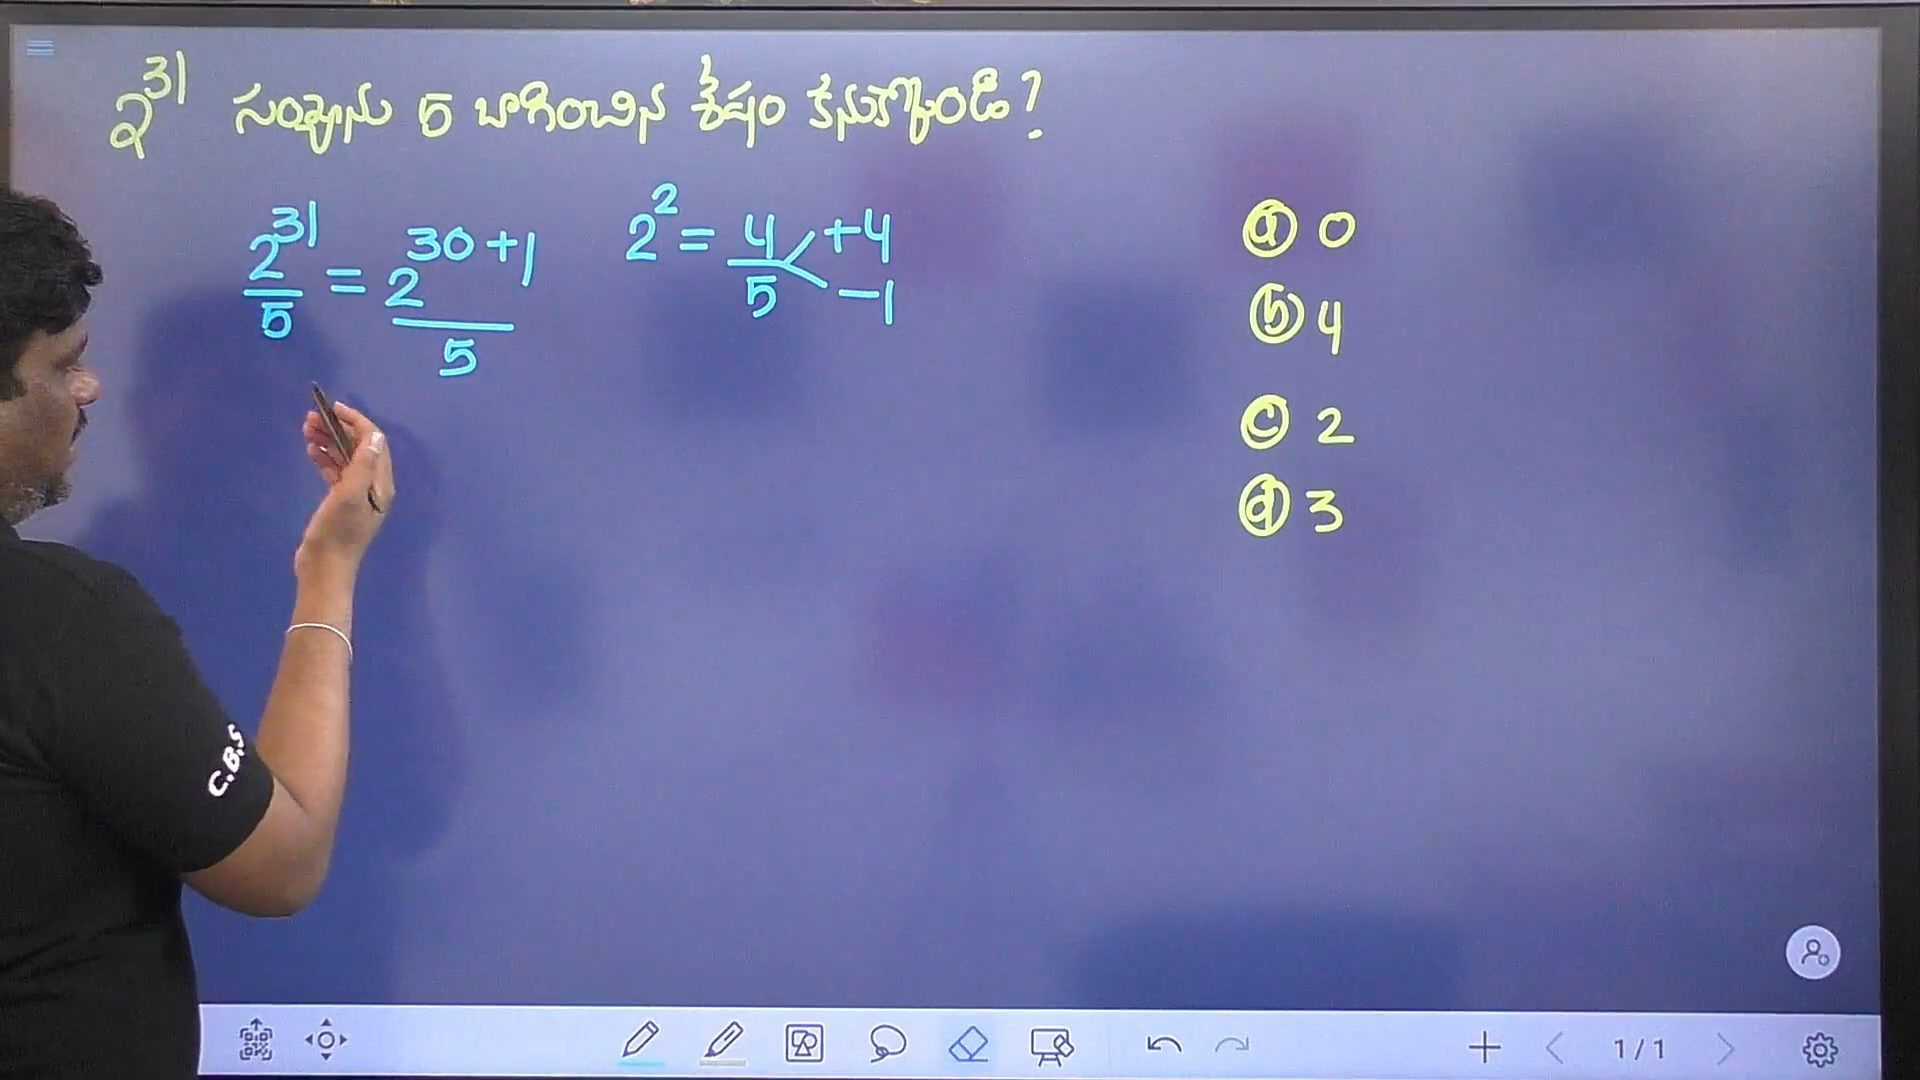 2^31 సంఖ్యను 5 బాగించిన శేషం కనుక్కోండి?
2^31/5 = 2^(30+1)/5
2^2 = 4/5 +4 -1
ⓐ 0
ⓑ 4
ⓒ 2
ⓓ 3
C.B.S
1/1